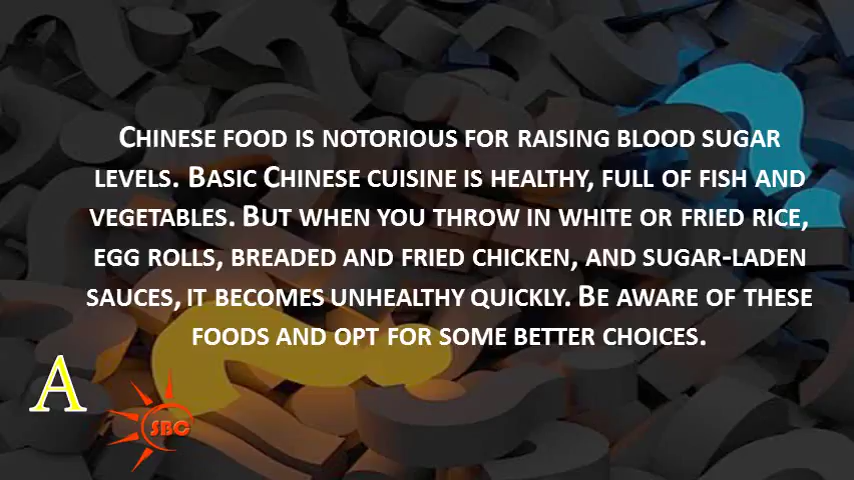 Chinese food is notorious for raising blood sugar
levels. Basic Chinese cuisine is healthy, full of fish and
vegetables. But when you throw in white or fried rice,
egg rolls, breaded and fried chicken, and sugar-laden
sauces, it becomes unhealthy quickly. Be aware of these
foods and opt for some better choices.
A
SBC